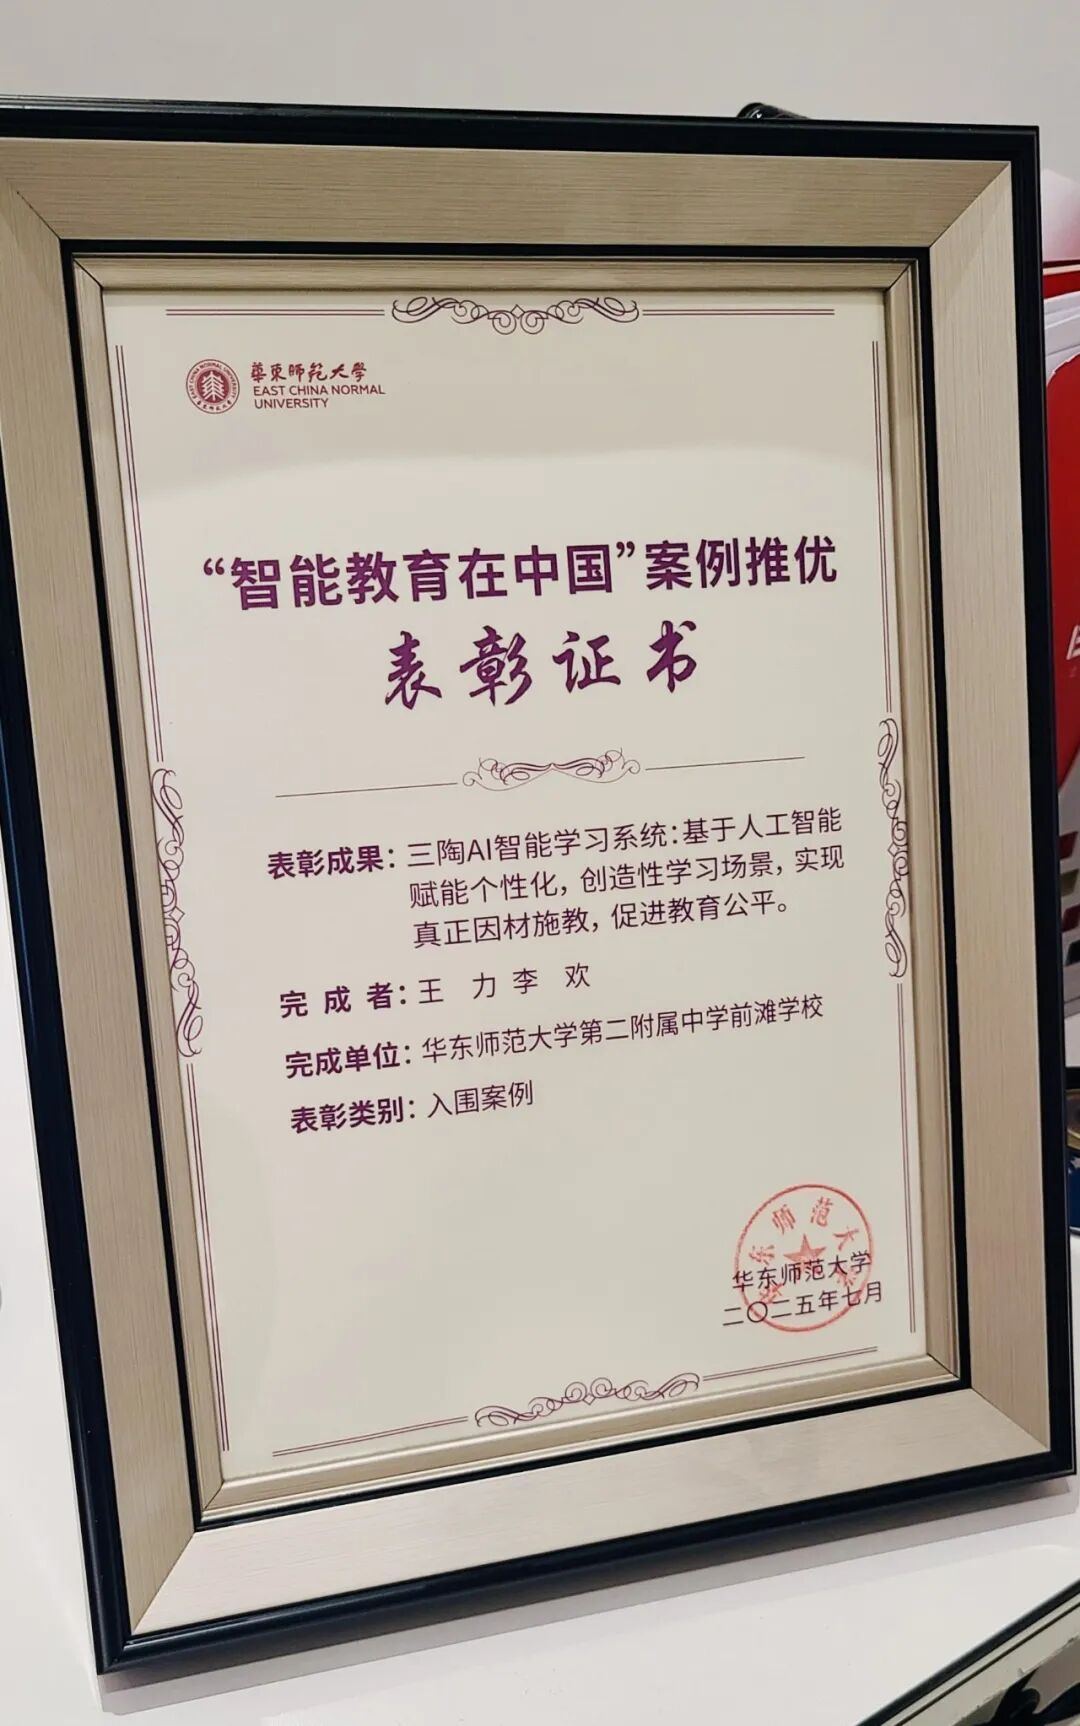 華東師範大學
EAST CHINA NORMAL
UNIVERSITY
“智能教育在中国”案例推优
表彰证书
表彰成果：三陶AI智能学习系统：基于人工智能
赋能个性化，创造性学习场景，实现
真正因材施教，促进教育公平。
完 成 者：王 力 李 欢
完成单位：华东师范大学第二附属中学前滩学校
表彰类别：入围案例
华东师范大学
二〇二五年七月